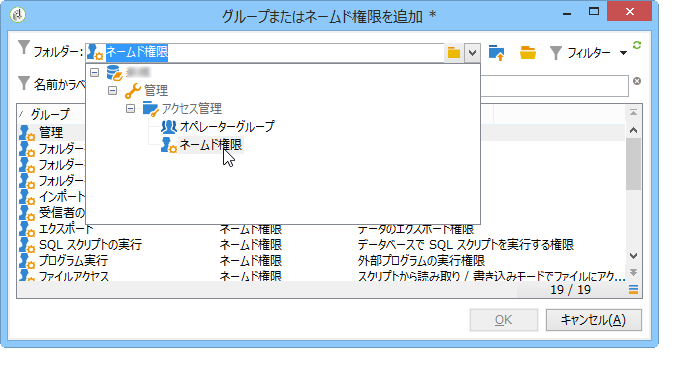 グループまたはネームド権限を追加 *
フォルダー: ネームド権限
フィルター
名前かラベ
管理
アクセス管理
オペレーターグループ
ネームド権限
グループ
管理
フォルダー
フォルダー
フォルダー
インポート
受信者の
エクスポート ネームド権限 データのエクスポート権限
SQL スクリプトの実行 ネームド権限 データベースで SQL スクリプトを実行する権限
プログラム実行 ネームド権限 外部プログラムの実行権限
ファイルアクセス ネームド権限 スクリプトから読み取り / 書き込みモードでファイルにアク...
19 / 19
OK キャンセル(A)